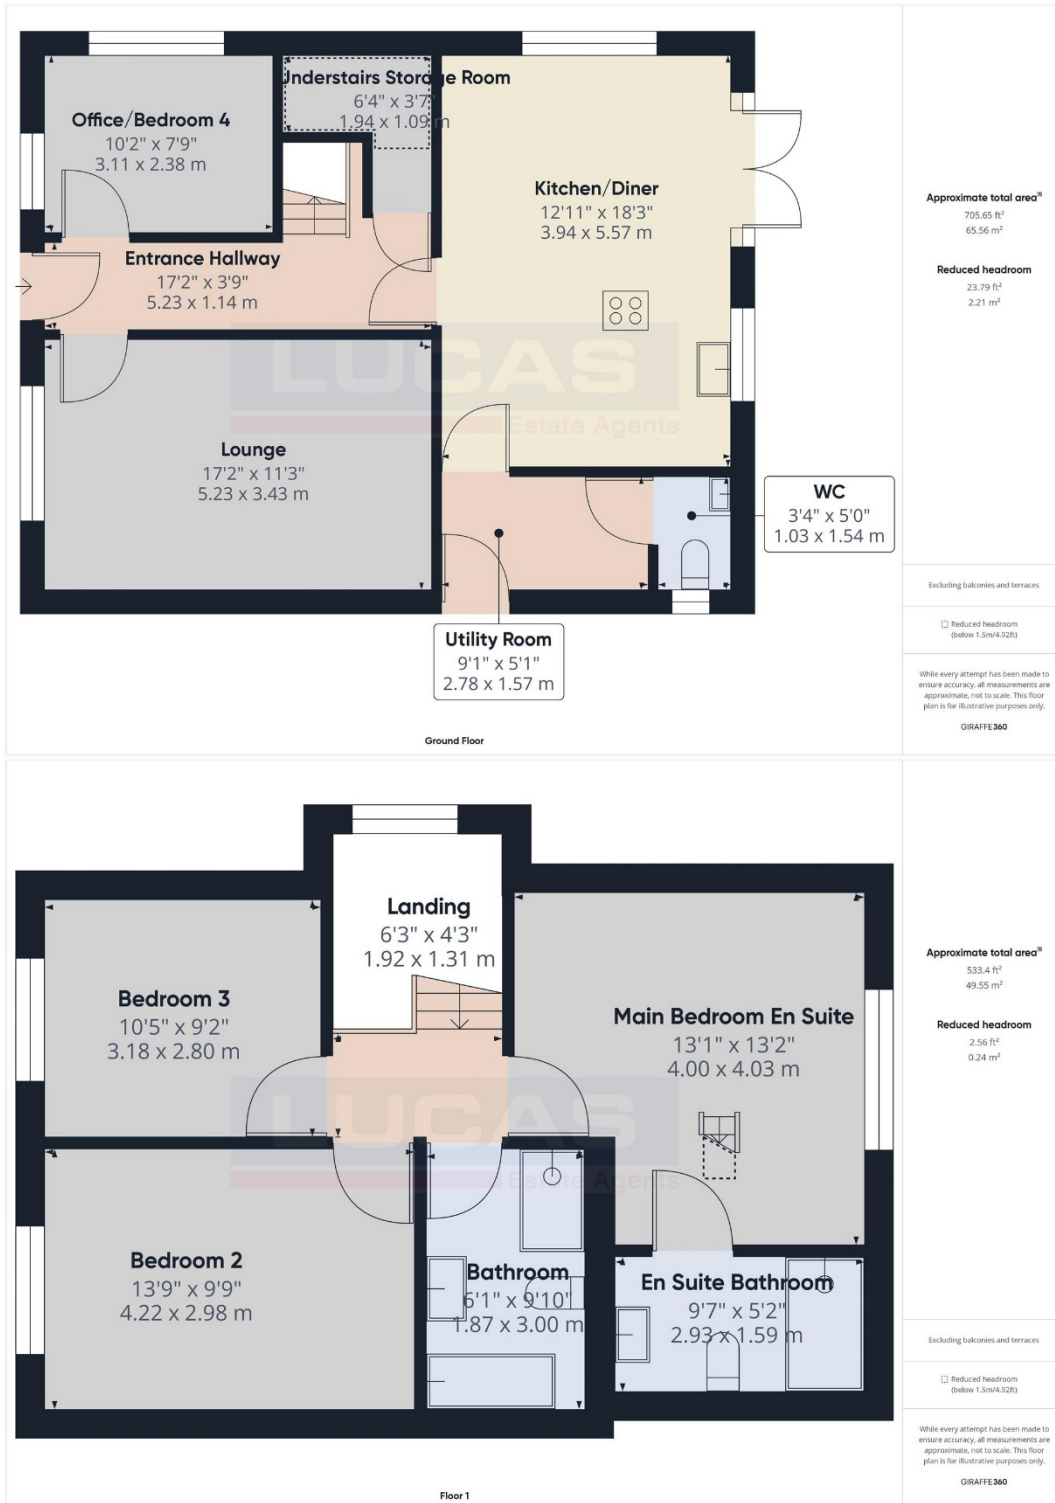 Office/Bedroom 4
10'2" x 7'9"
3.11 x 2.38 m
Understairs Storage Room
6'4" x 3'7"
1.94 x 1.09 m
Kitchen/Diner
12'11" x 18'3"
3.94 x 5.57 m
Entrance Hallway
17'2" x 3'9"
5.23 x 1.14 m
LUCAS
Estate Agents
Lounge
17'2" x 11'3"
5.23 x 3.43 m
WC
3'4" x 5'0"
1.03 x 1.54 m
Utility Room
9'1" x 5'1"
2.78 x 1.57 m
Ground Floor
Approximate total area⁽¹⁾
705.65 ft²
65.56 m²
Reduced headroom
23.79 ft²
2.21 m²
Excluding balconies and terraces
Reduced headroom
(below 1.5m/4.92ft)
While every attempt has been made to
ensure accuracy, all measurements are
approximate, not to scale. This floor
plan is for illustrative purposes only.
GIRAFFE360
Landing
6'3" x 4'3"
1.92 x 1.31 m
Bedroom 3
10'5" x 9'2"
3.18 x 2.80 m
Main Bedroom En Suite
13'1" x 13'2"
4.00 x 4.03 m
LUCAS
Estate Agents
Bedroom 2
13'9" x 9'9"
4.22 x 2.98 m
Bathroom
6'1" x 9'10"
1.87 x 3.00 m
En Suite Bathroom
9'7" x 5'2"
2.93 x 1.59 m
Floor 1
Approximate total area⁽¹⁾
533.4 ft²
49.55 m²
Reduced headroom
2.56 ft²
0.24 m²
Excluding balconies and terraces
Reduced headroom
(below 1.5m/4.92ft)
While every attempt has been made to
ensure accuracy, all measurements are
approximate, not to scale. This floor
plan is for illustrative purposes only.
GIRAFFE360